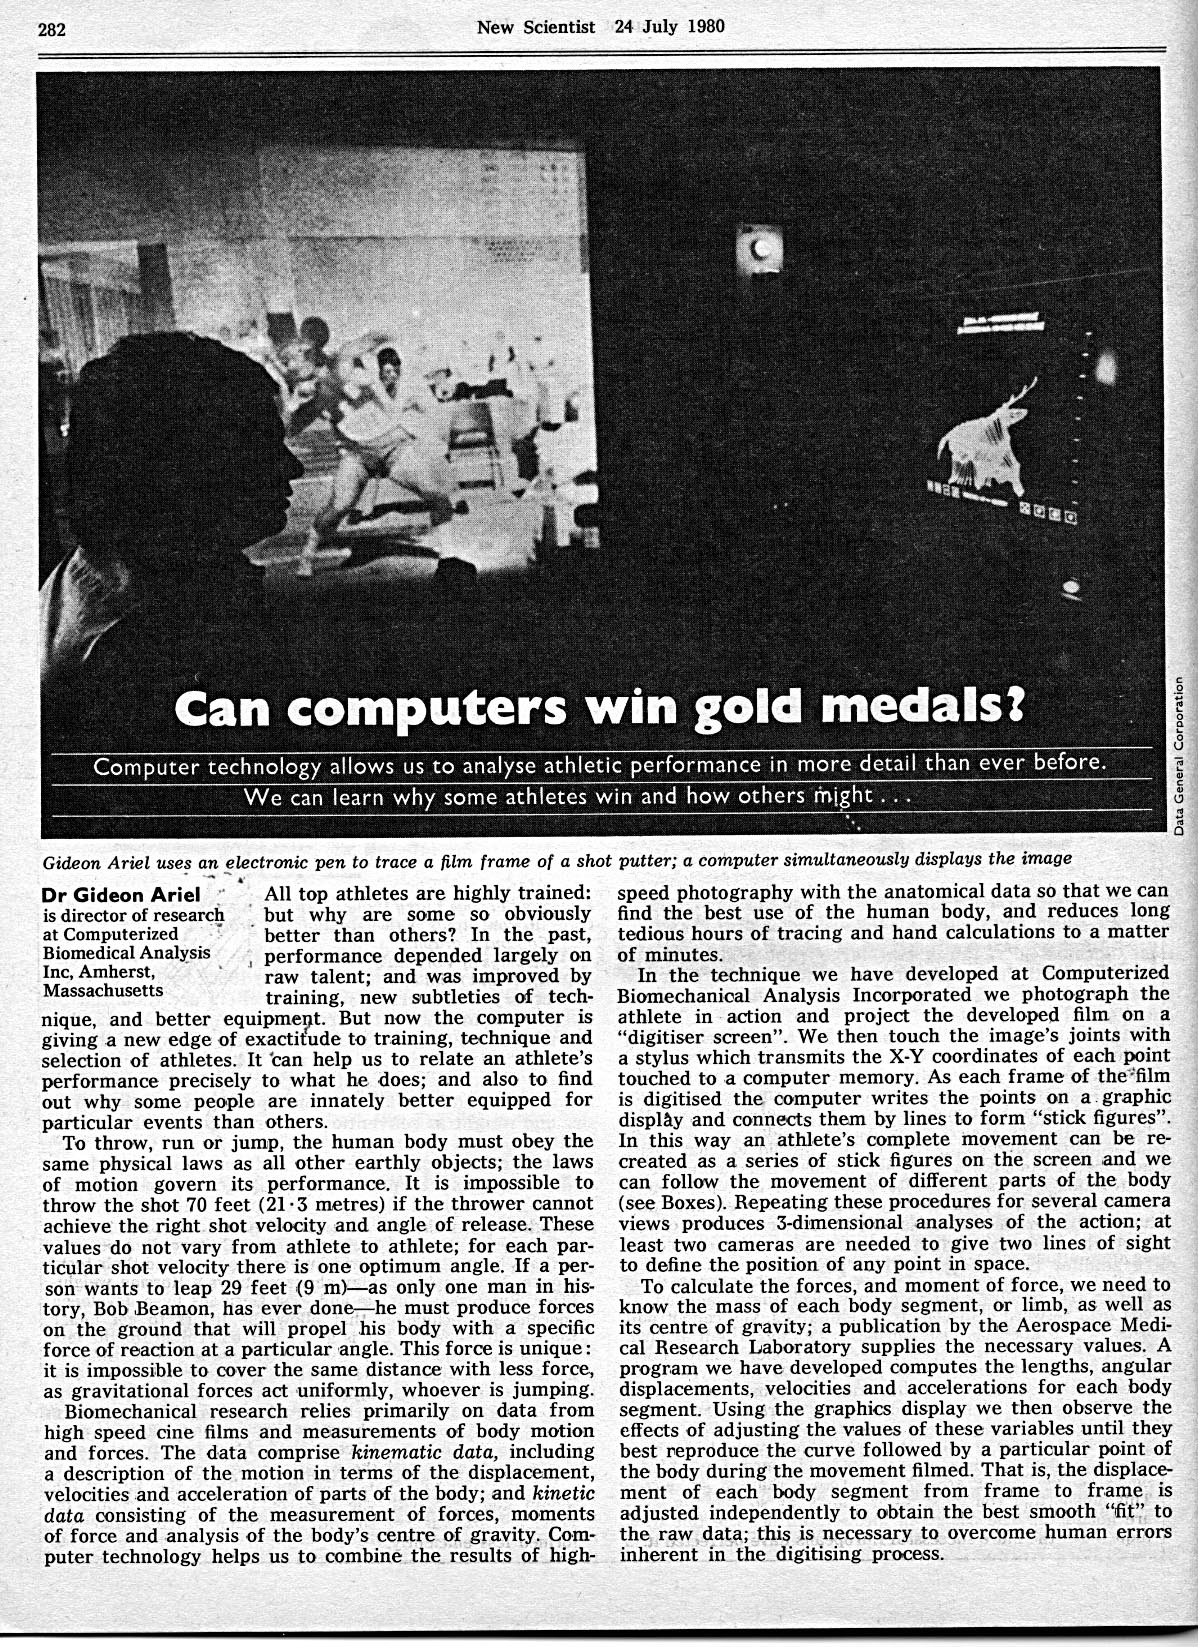 282
New Scientist 24 July 1980
Can computers win gold medals?
Computer technology allows us to analyse athletic performance in more detail than ever before.
We can learn why some athletes win and how others might . . .
Data General Corporation
Gideon Ariel uses an electronic pen to trace a film frame of a shot putter; a computer simultaneously displays the image
Dr Gideon Ariel
is director of research
at Computerized
Biomedical Analysis
Inc, Amherst,
Massachusetts
All top athletes are highly trained:
but why are some so obviously
better than others? In the past,
performance depended largely on
raw talent; and was improved by
training, new subtleties of tech-
nique, and better equipment. But now the computer is
giving a new edge of exactitude to training, technique and
selection of athletes. It can help us to relate an athlete's
performance precisely to what he does; and also to find
out why some people are innately better equipped for
particular events than others.
To throw, run or jump, the human body must obey the
same physical laws as all other earthly objects; the laws
of motion govern its performance. It is impossible to
throw the shot 70 feet (21·3 metres) if the thrower cannot
achieve the right shot velocity and angle of release. These
values do not vary from athlete to athlete; for each par-
ticular shot velocity there is one optimum angle. If a per-
son wants to leap 29 feet (9 m)—as only one man in his-
tory, Bob Beamon, has ever done—he must produce forces
on the ground that will propel his body with a specific
force of reaction at a particular angle. This force is unique:
it is impossible to cover the same distance with less force,
as gravitational forces act uniformly, whoever is jumping.
Biomechanical research relies primarily on data from
high speed cine films and measurements of body motion
and forces. The data comprise kinematic data, including
a description of the motion in terms of the displacement,
velocities and acceleration of parts of the body; and kinetic
data consisting of the measurement of forces, moments
of force and analysis of the body's centre of gravity. Com-
puter technology helps us to combine the results of high-
speed photography with the anatomical data so that we can
find the best use of the human body, and reduces long
tedious hours of tracing and hand calculations to a matter
of minutes.
In the technique we have developed at Computerized
Biomechanical Analysis Incorporated we photograph the
athlete in action and project the developed film on a
"digitiser screen". We then touch the image's joints with
a stylus which transmits the X-Y coordinates of each point
touched to a computer memory. As each frame of the film
is digitised the computer writes the points on a graphic
display and connects them by lines to form "stick figures".
In this way an athlete's complete movement can be re-
created as a series of stick figures on the screen and we
can follow the movement of different parts of the body
(see Boxes). Repeating these procedures for several camera
views produces 3-dimensional analyses of the action; at
least two cameras are needed to give two lines of sight
to define the position of any point in space.
To calculate the forces, and moment of force, we need to
know the mass of each body segment, or limb, as well as
its centre of gravity; a publication by the Aerospace Medi-
cal Research Laboratory supplies the necessary values. A
program we have developed computes the lengths, angular
displacements, velocities and accelerations for each body
segment. Using the graphics display we then observe the
effects of adjusting the values of these variables until they
best reproduce the curve followed by a particular point of
the body during the movement filmed. That is, the displace-
ment of each body segment from frame to frame is
adjusted independently to obtain the best smooth "fit" to
the raw data; this is necessary to overcome human errors
inherent in the digitising process.